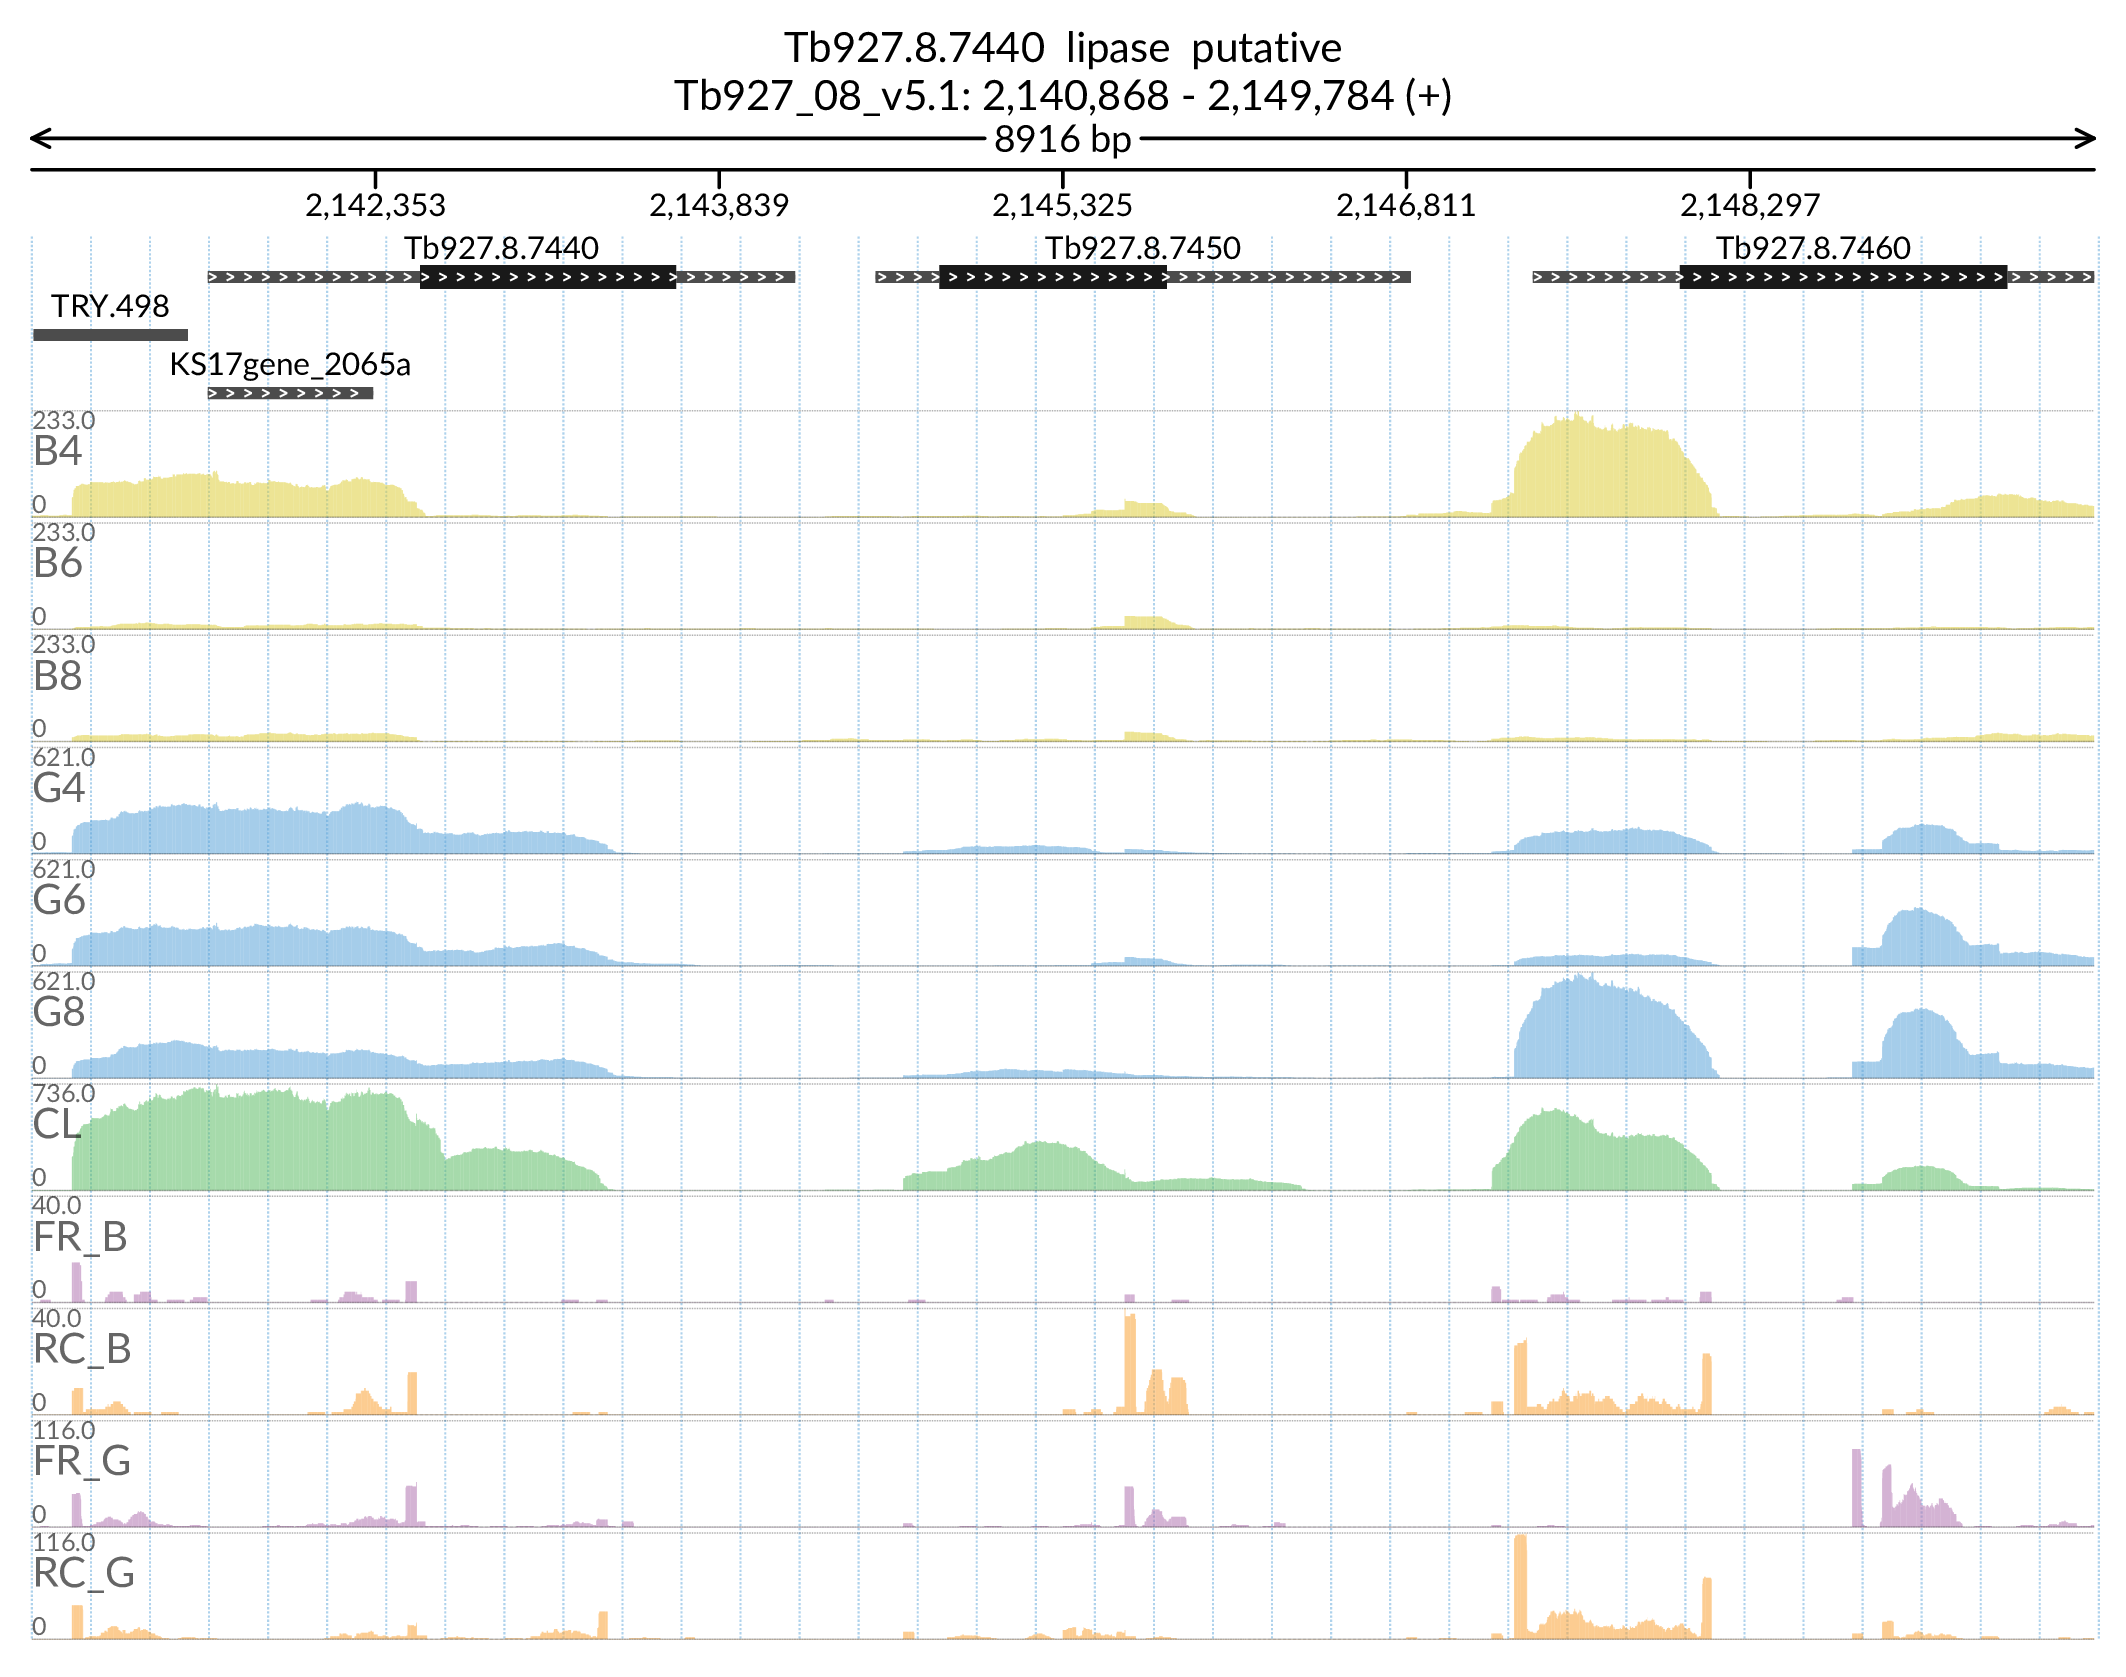 Tb927.8.7440 lipase putative
Tb927_08_v5.1: 2,140,868 - 2,149,784 (+)
8916 bp
2,142,353 2,143,839 2,145,325 2,146,811 2,148,297
Tb927.8.7440 Tb927.8.7450 Tb927.8.7460
TRY.498
KS17gene_2065a
233.0
B4
0
233.0
B6
0
233.0
B8
0
621.0
G4
0
621.0
G6
0
621.0
G8
0
736.0
CL
0
40.0
FR_B
0
40.0
RC_B
0
116.0
FR_G
0
116.0
RC_G
0